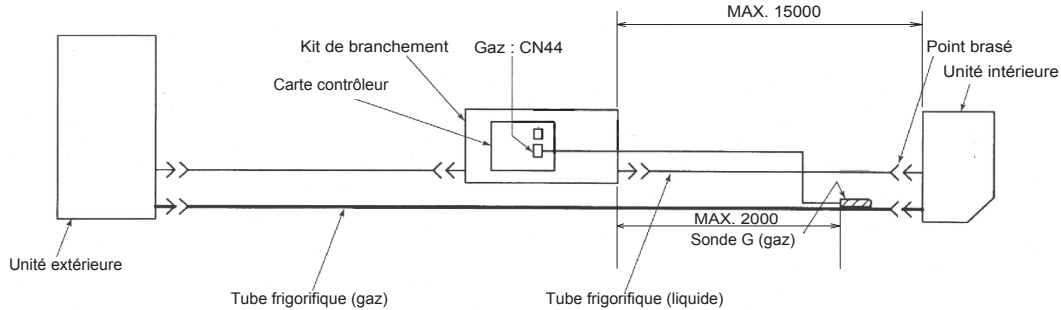 MAX. 15000
Kit de branchement
Gaz : CN44
Point brasé
Carte contrôleur
Unité intérieure
MAX. 2000
Sonde G (gaz)
Unité extérieure
Tube frigorifique (gaz)
Tube frigorifique (liquide)